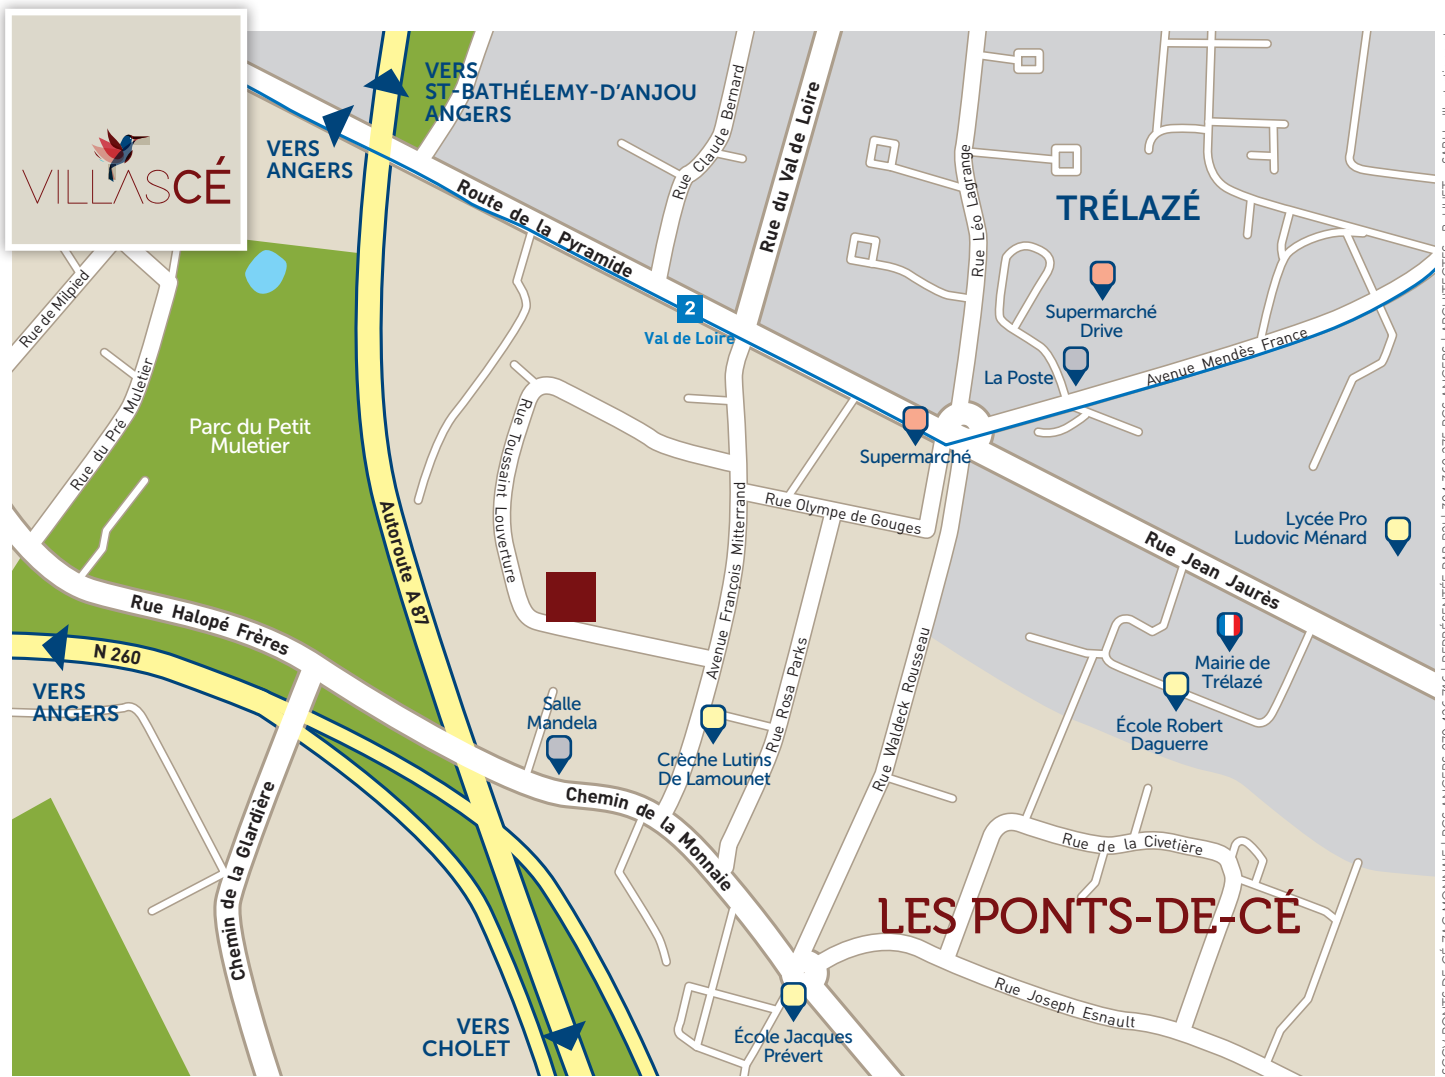 VILLASCÉ
VERS
ST-BATHÉLEMY-D'ANJOU
ANGERS
VERS
ANGERS
Route de la Pyramide
Rue Claude Bernard
Rue du Val de Loire
Rue Léo Lagrange
TRÉLAZÉ
Supermarché
Drive
La Poste
Avenue Mendès France
2
Val de Loire
Supermarché
Rue de Milpied
Rue du Pré Muletier
Parc du Petit
Muletier
Rue Toussaint Louverture
Autoroute A 87
Avenue François Mitterrand
Rue Olympe de Gouges
Rue Jean Jaurès
Lycée Pro
Ludovic Ménard
Mairie de
Trélazé
École Robert
Daguerre
Rue Halopé Frères
N 260
VERS
ANGERS
Salle
Mandela
Crèche Lutins
De Lamounet
Rue Rosa Parks
Rue Waldeck Rousseau
Chemin de la Monnaie
Chemin de la Glardière
Rue de la Civetière
LES PONTS-DE-CÉ
Rue Joseph Esnault
École Jacques
Prévert
VERS
CHOLET